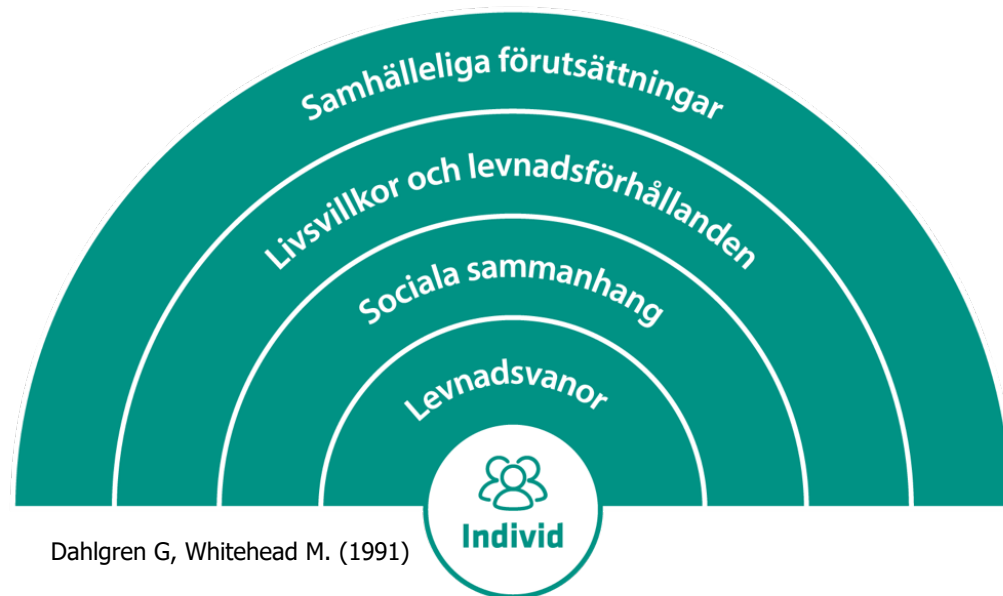 Samhälleliga förutsättningar
Livsvillkor och levnadsförhållanden
Sociala sammanhang
Levnadsvanor
Individ
Dahlgren G, Whitehead M. (1991)